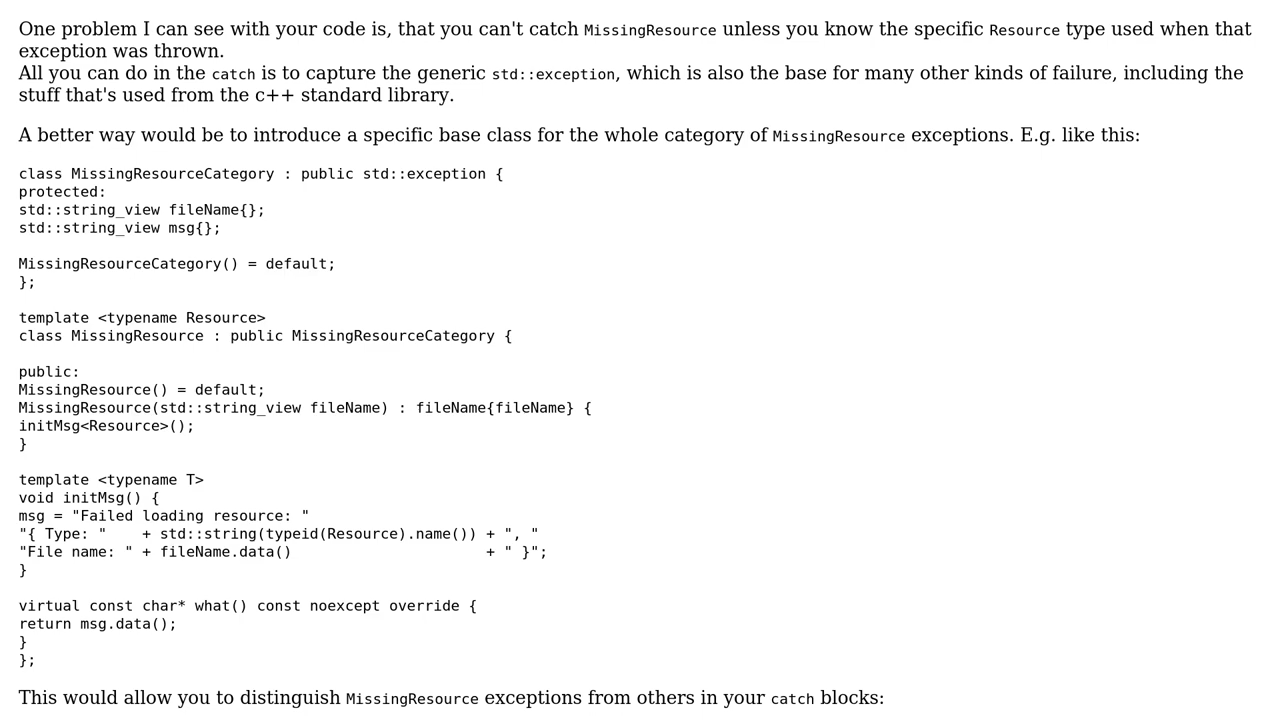 One problem I can see with your code is, that you can't catch MissingResource unless you know the specific Resource type used when that
exception was thrown.
All you can do in the catch is to capture the generic std::exception, which is also the base for many other kinds of failure, including the
stuff that's used from the c++ standard library.
A better way would be to introduce a specific base class for the whole category of MissingResource exceptions. E.g. like this:
class MissingResourceCategory : public std::exception {
protected:
std::string_view fileName{};
std::string_view msg{};
MissingResourceCategory() = default;
};
template <typename Resource>
class MissingResource : public MissingResourceCategory {
public:
MissingResource() = default;
MissingResource(std::string_view fileName) : fileName{fileName} {
initMsg<Resource>();
}
template <typename T>
void initMsg() {
msg = "Failed loading resource: "
"{ Type: "    + std::string(typeid(Resource).name()) + ", "
"File name: " + fileName.data()                      + " }";
}
virtual const char* what() const noexcept override {
return msg.data();
}
};
This would allow you to distinguish MissingResource exceptions from others in your catch blocks: